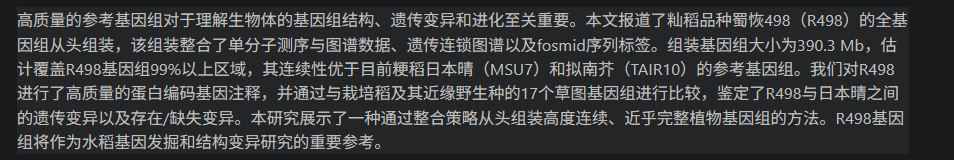 高质量的参考基因组对于理解生物体的基因组结构、遗传变异和进化至关重要。本文报道了籼稻品种蜀恢498（R498）的全基
因组从头组装，该组装整合了单分子测序与图谱数据、遗传连锁图谱以及fosmid序列标签。组装基因组大小为390.3 Mb，估
计覆盖R498基因组99%以上区域，其连续性优于目前粳稻日本晴（MSU7）和拟南芥（TAIR10）的参考基因组。我们对R498
进行了高质量的蛋白编码基因注释，并通过与栽培稻及其近缘野生种的17个草图基因组进行比较，鉴定了R498与日本晴之间
的遗传变异以及存在/缺失变异。本研究展示了一种通过整合策略从头组装高度连续、近乎完整植物基因组的方法。R498基因
组将作为水稻基因发掘和结构变异研究的重要参考。